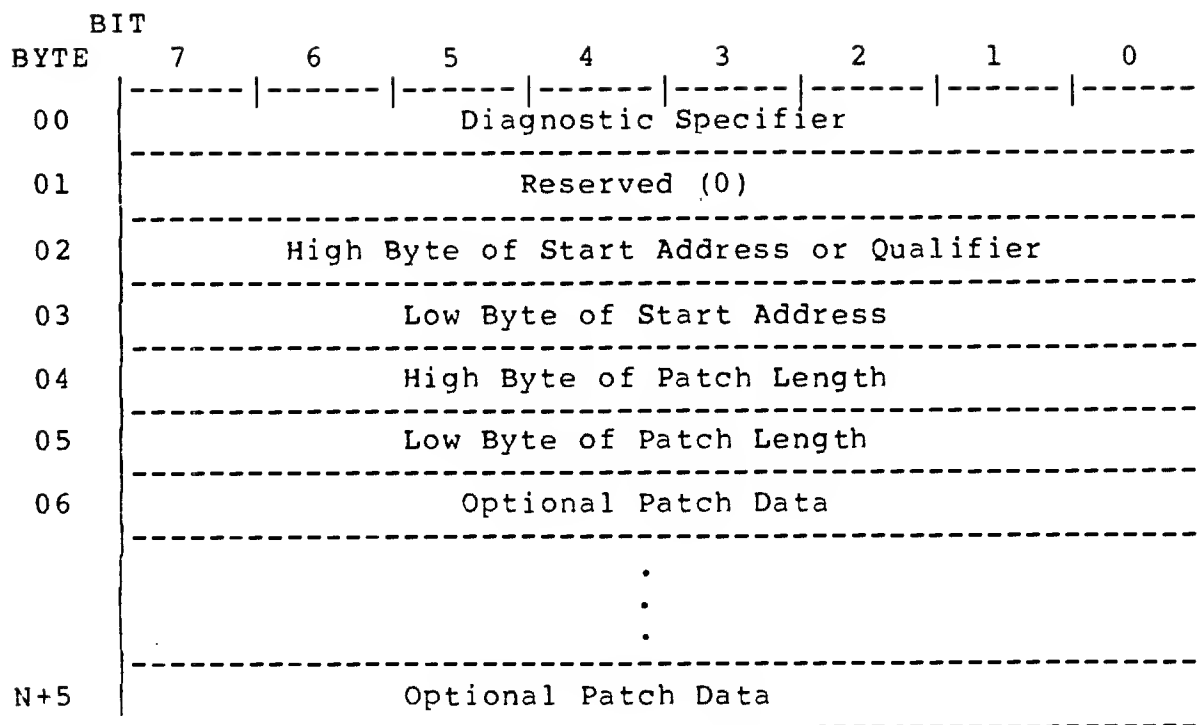 BIT
BYTE 7 6 5 4 3 2 1 0
00 Diagnostic Specifier
01 Reserved (0)
02 High Byte of Start Address or Qualifier
03 Low Byte of Start Address
04 High Byte of Patch Length
05 Low Byte of Patch Length
06 Optional Patch Data
.
.
.
N+5 Optional Patch Data